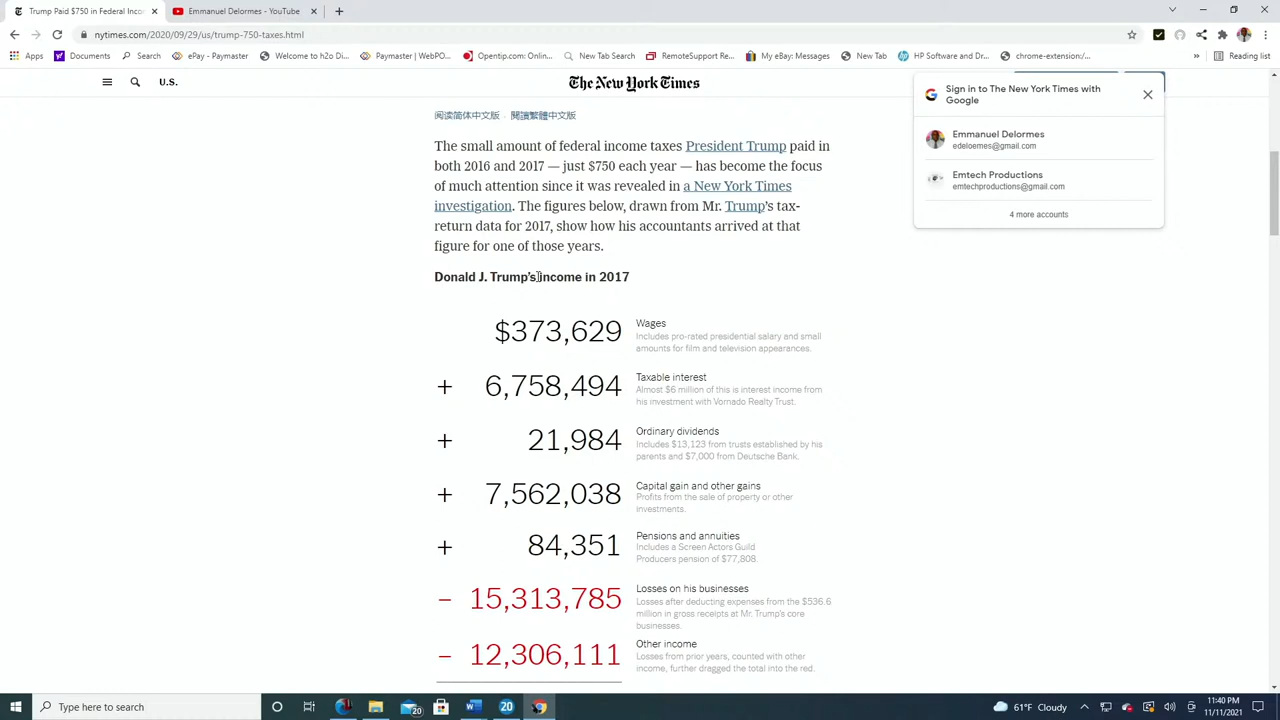 Trump Paid $750 in Federal Inco
Emmanuel Delormes - YouTube
nytimes.com/2020/09/29/us/trump-750-taxes.html
Apps
Documents
Search
ePay - Paymaster
Welcome to h2o Di...
Paymaster | WebPO...
Opentip.com: Onlin...
New Tab Search
RemoteSupport Re...
My eBay: Messages
New Tab
HP Software and Dr...
chrome-extension:/...
»
Reading list
U.S.
The New York Times
阅读简体中文版 · 閱讀繁體中文版
The small amount of federal income taxes President Trump paid in
both 2016 and 2017 — just $750 each year — has become the focus
of much attention since it was revealed in a New York Times
investigation. The figures below, drawn from Mr. Trump's tax-
return data for 2017, show how his accountants arrived at that
figure for one of those years.
Donald J. Trump's income in 2017
$373,629 Wages
Includes pro-rated presidential salary and small
amounts for film and television appearances.
+ 6,758,494 Taxable interest
Almost $6 million of this is interest income from
his investment with Vornado Realty Trust.
+ 21,984 Ordinary dividends
Includes $13,123 from trusts established by his
parents and $7,000 from Deutsche Bank.
+ 7,562,038 Capital gain and other gains
Profits from the sale of property or other
investments.
+ 84,351 Pensions and annuities
Includes a Screen Actors Guild
Producers pension of $77,808.
− 15,313,785 Losses on his businesses
Losses after deducting expenses from the $536.6
million in gross receipts at Mr. Trump's core
businesses.
− 12,306,111 Other income
Losses from prior years, counted with other
income, further dragged the total into the red.
Sign in to The New York Times with
Google
Emmanuel Delormes
edeloemes@gmail.com
Emtech Productions
emtechproductions@gmail.com
4 more accounts
Type here to search
20
20
61°F Cloudy
11:40 PM
11/11/2021